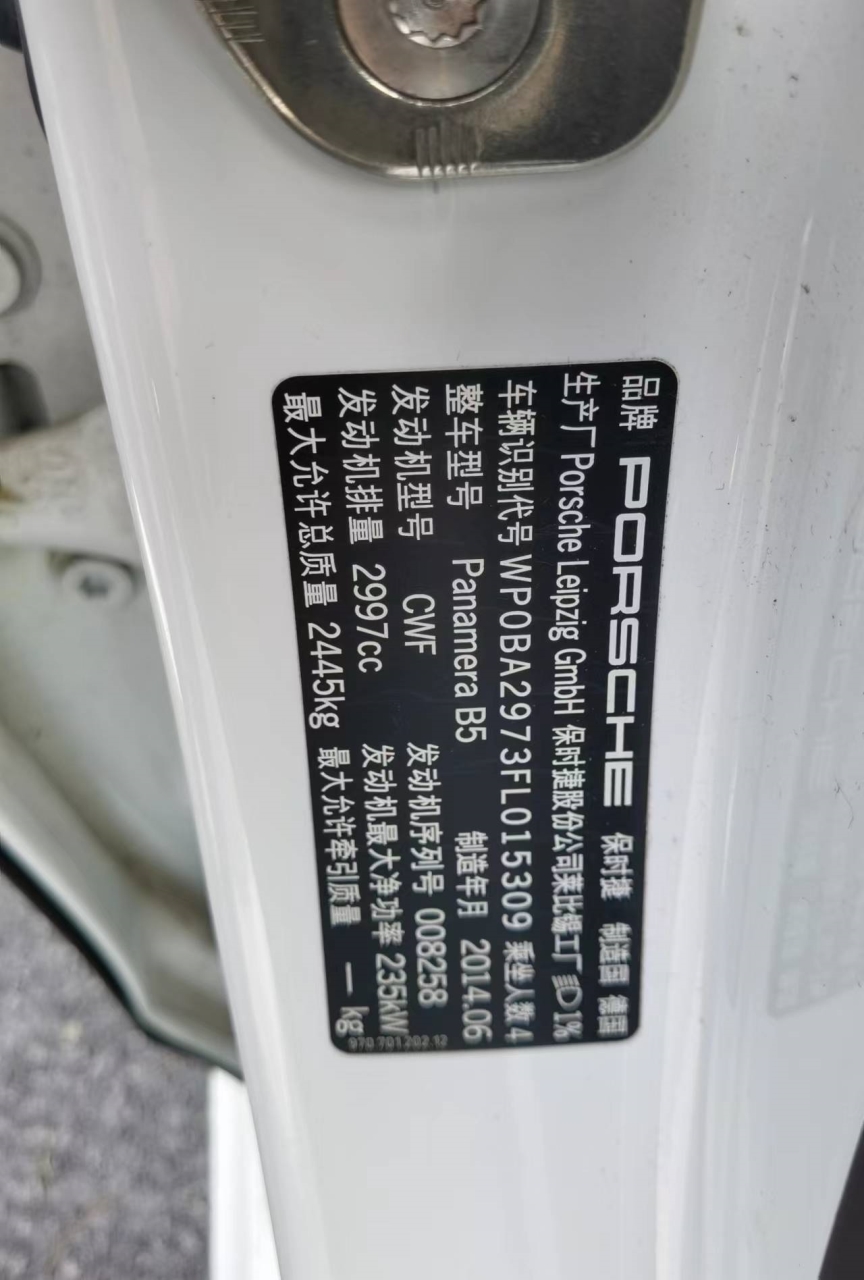 品牌 PORSCHE 保时捷 制造国 德国
生产厂 Porsche Leipzig GmbH 保时捷股份公司莱比锡工厂 1%
车辆识别代号 WP0BA2973FL015309 乘坐人数 4
整车型号 Panamera B5 制造年月 2014.06
发动机型号 CWF 发动机序列号 008258
发动机排量 2997cc 发动机最大净功率 235kW
最大允许总质量 2445kg 最大允许牵引质量 — kg
970.701.202.12